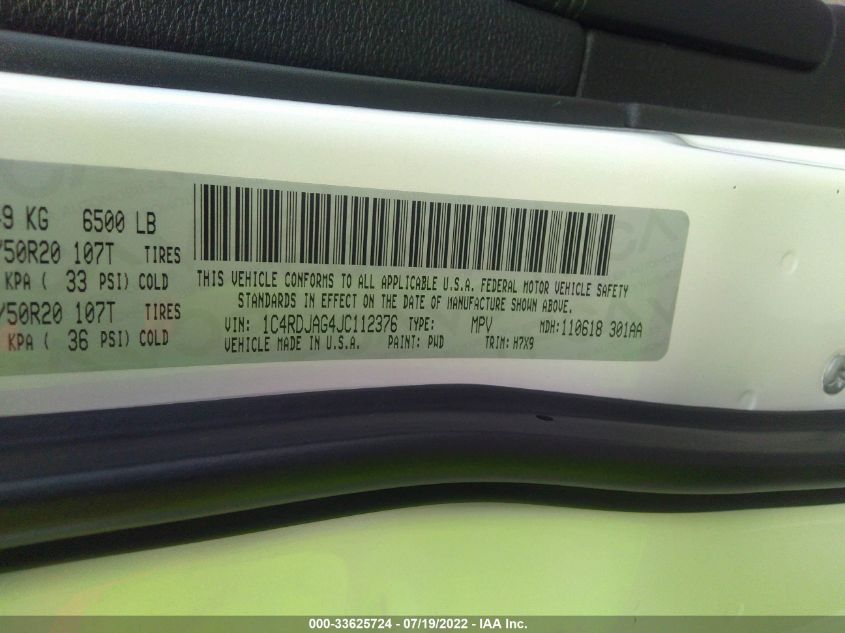 49 KG 6500 LB
/50R20 107T TIRES
KPA ( 33 PSI) COLD
/50R20 107T TIRES
KPA ( 36 PSI) COLD
THIS VEHICLE CONFORMS TO ALL APPLICABLE U.S.A. FEDERAL MOTOR VEHICLE SAFETY
STANDARDS IN EFFECT ON THE DATE OF MANUFACTURE SHOWN ABOVE.
VIN: 1C4RDJAG4JC112376 TYPE: MPV MDH: 110618 301AA
VEHICLE MADE IN U.S.A. PAINT: PWD TRIM: H7X9
000-33625724 - 07/19/2022 - IAA Inc.